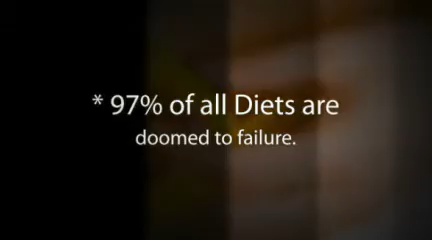 * 97% of all Diets are
doomed to failure.